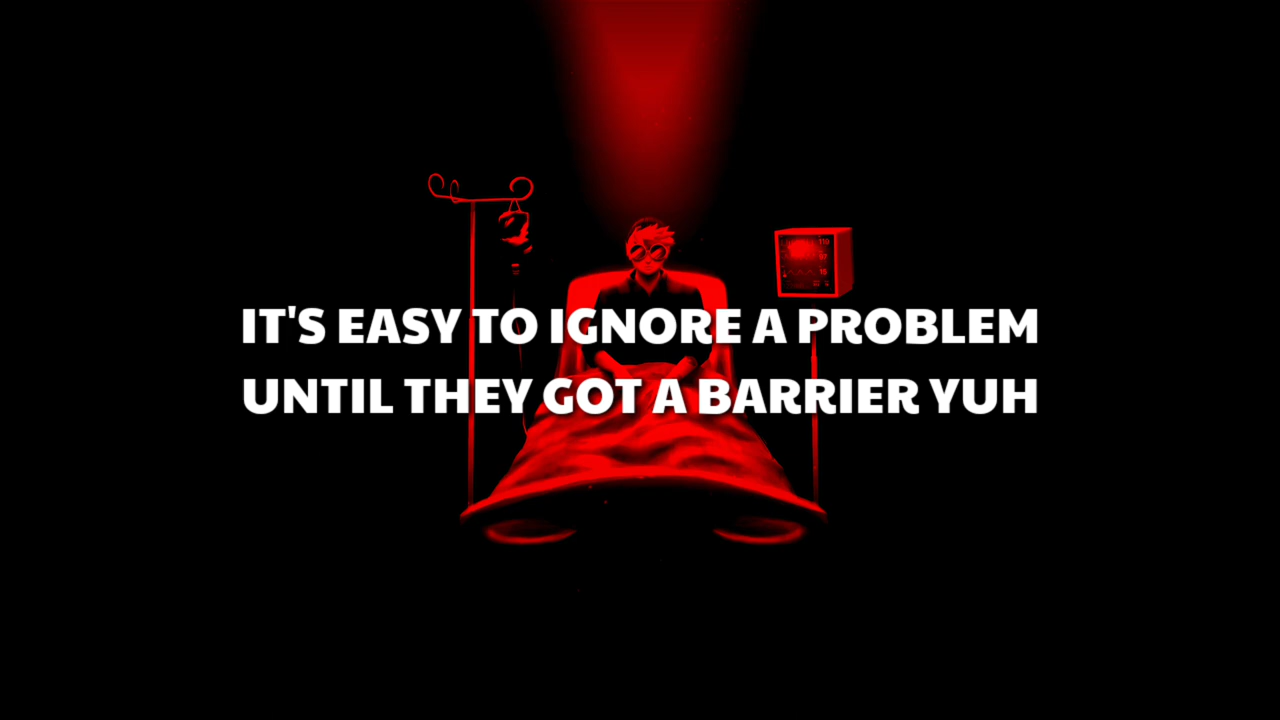 IT'S EASY TO IGNORE A PROBLEM
UNTIL THEY GOT A BARRIER YUH